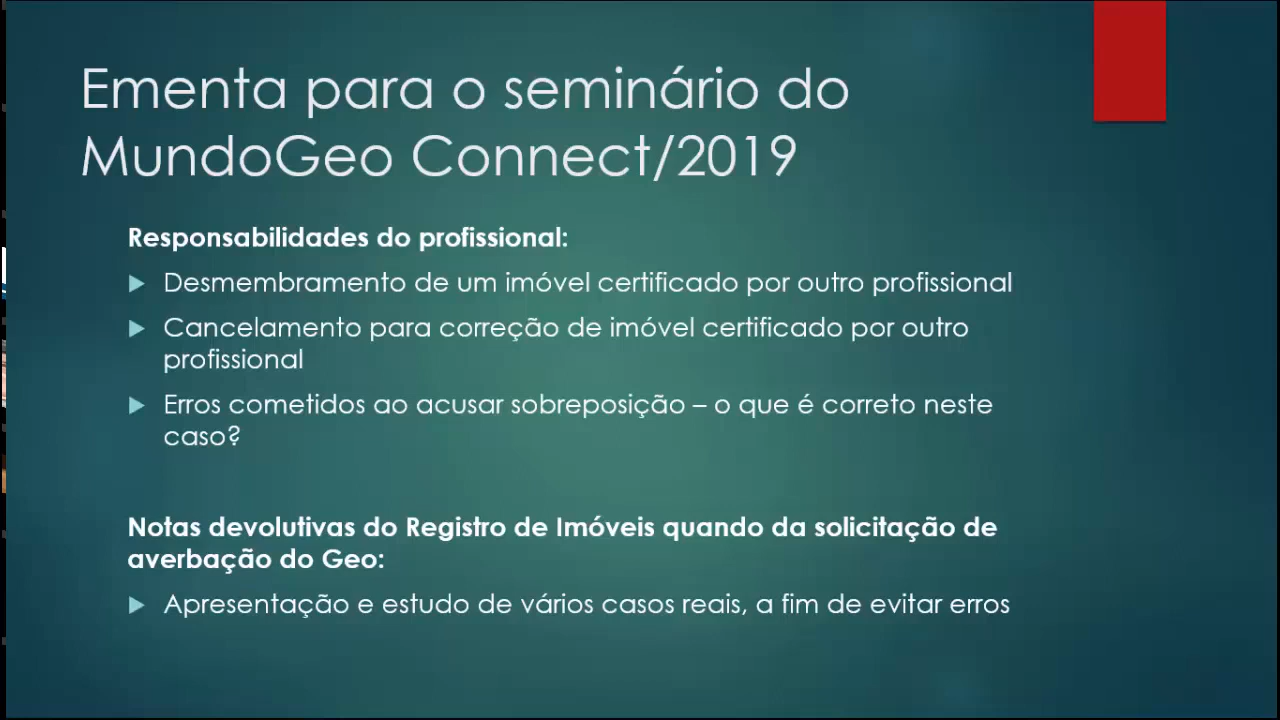 Ementa para o seminário do
MundoGeo Connect/2019
Responsabilidades do profissional:
Desmembramento de um imóvel certificado por outro profissional
Cancelamento para correção de imóvel certificado por outro
profissional
Erros cometidos ao acusar sobreposição – o que é correto neste
caso?
Notas devolutivas do Registro de Imóveis quando da solicitação de
averbação do Geo:
Apresentação e estudo de vários casos reais, a fim de evitar erros